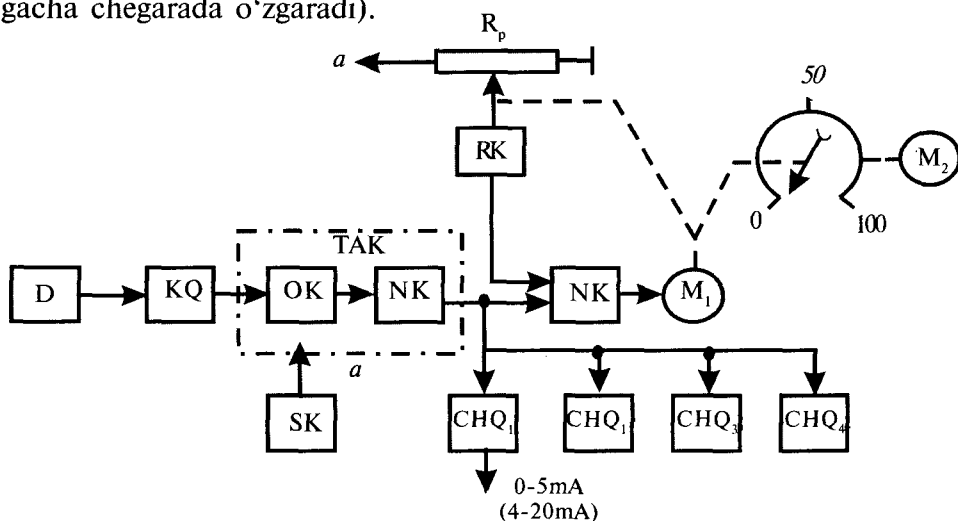 gacha chegarada o‘zgaradi).
R_p
a
50
RK
M_2
0
100
TAK
D
KQ
OK
NK
NK
M_1
a
SK
CHQ_1
CHQ_1
CHQ_3
CHQ_4
0-5mA
(4-20mA)